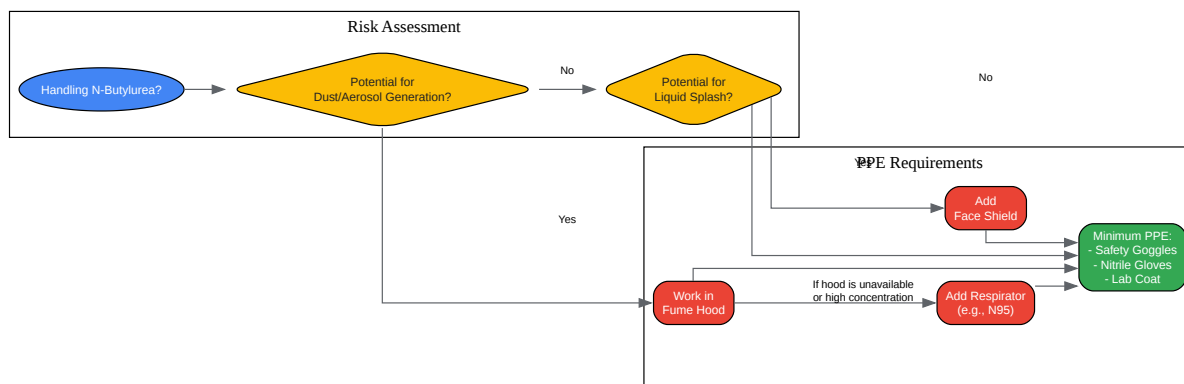 Risk Assessment
Handling N-Butylurea?
Potential for
Dust/Aerosol Generation?
No
Potential for
Liquid Splash?
No
Yes
PPE Requirements
Yes
Add
Face Shield
Minimum PPE:
- Safety Goggles
- Nitrile Gloves
- Lab Coat
Work in
Fume Hood
If hood is unavailable
or high concentration
Add Respirator
(e.g., N95)